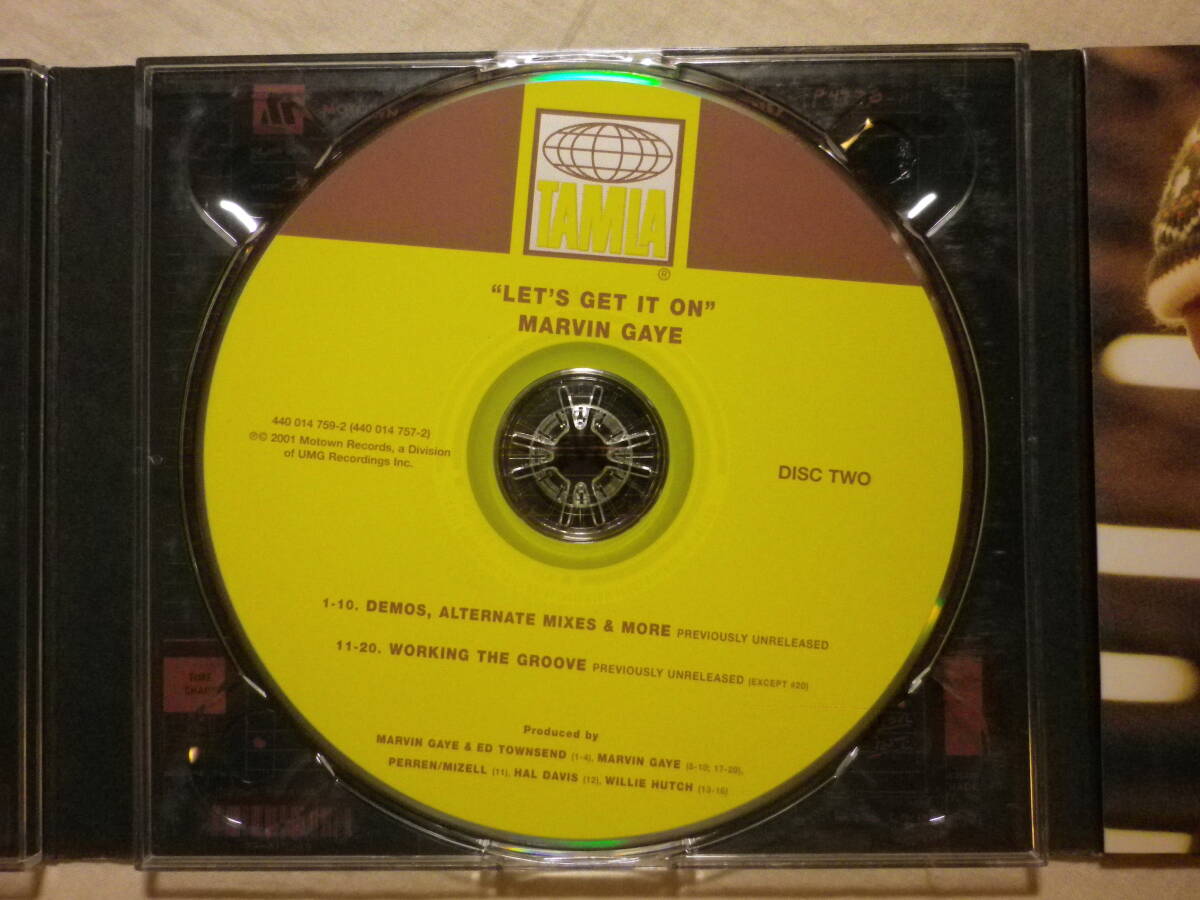 TAMLA
®
“LET'S GET IT ON”
MARVIN GAYE
440 014 759-2 (440 014 757-2)
℗© 2001 Motown Records, a Division
of UMG Recordings Inc.
DISC TWO
1-10. DEMOS, ALTERNATE MIXES & MORE PREVIOUSLY UNRELEASED
11-20. WORKING THE GROOVE PREVIOUSLY UNRELEASED (EXCEPT #20)
Produced by
MARVIN GAYE & ED TOWNSEND (1-4), MARVIN GAYE (5-10; 17-20),
PERREN/MIZELL (11), HAL DAVIS (12), WILLIE HUTCH (13-16)